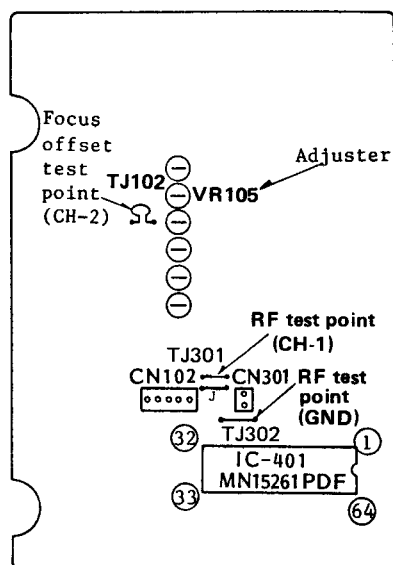 Focus
offset
test
point
(CH-2)
TJ102
VR105
Adjuster
RF test point
(CH-1)
TJ301
CN102
CN301
J
RF test
point
(GND)
TJ302
32
1
IC-401
MN15261PDF
33
64